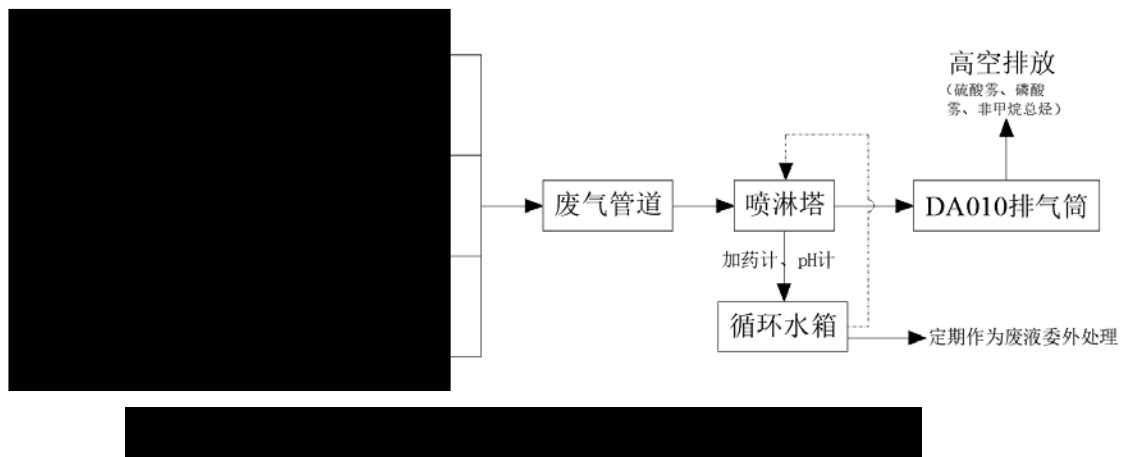 高空排放
（硫酸雾、磷酸
雾、非甲烷总烃）
废气管道
喷淋塔
DA010排气筒
加药计、pH计
循环水箱
定期作为废液委外处理